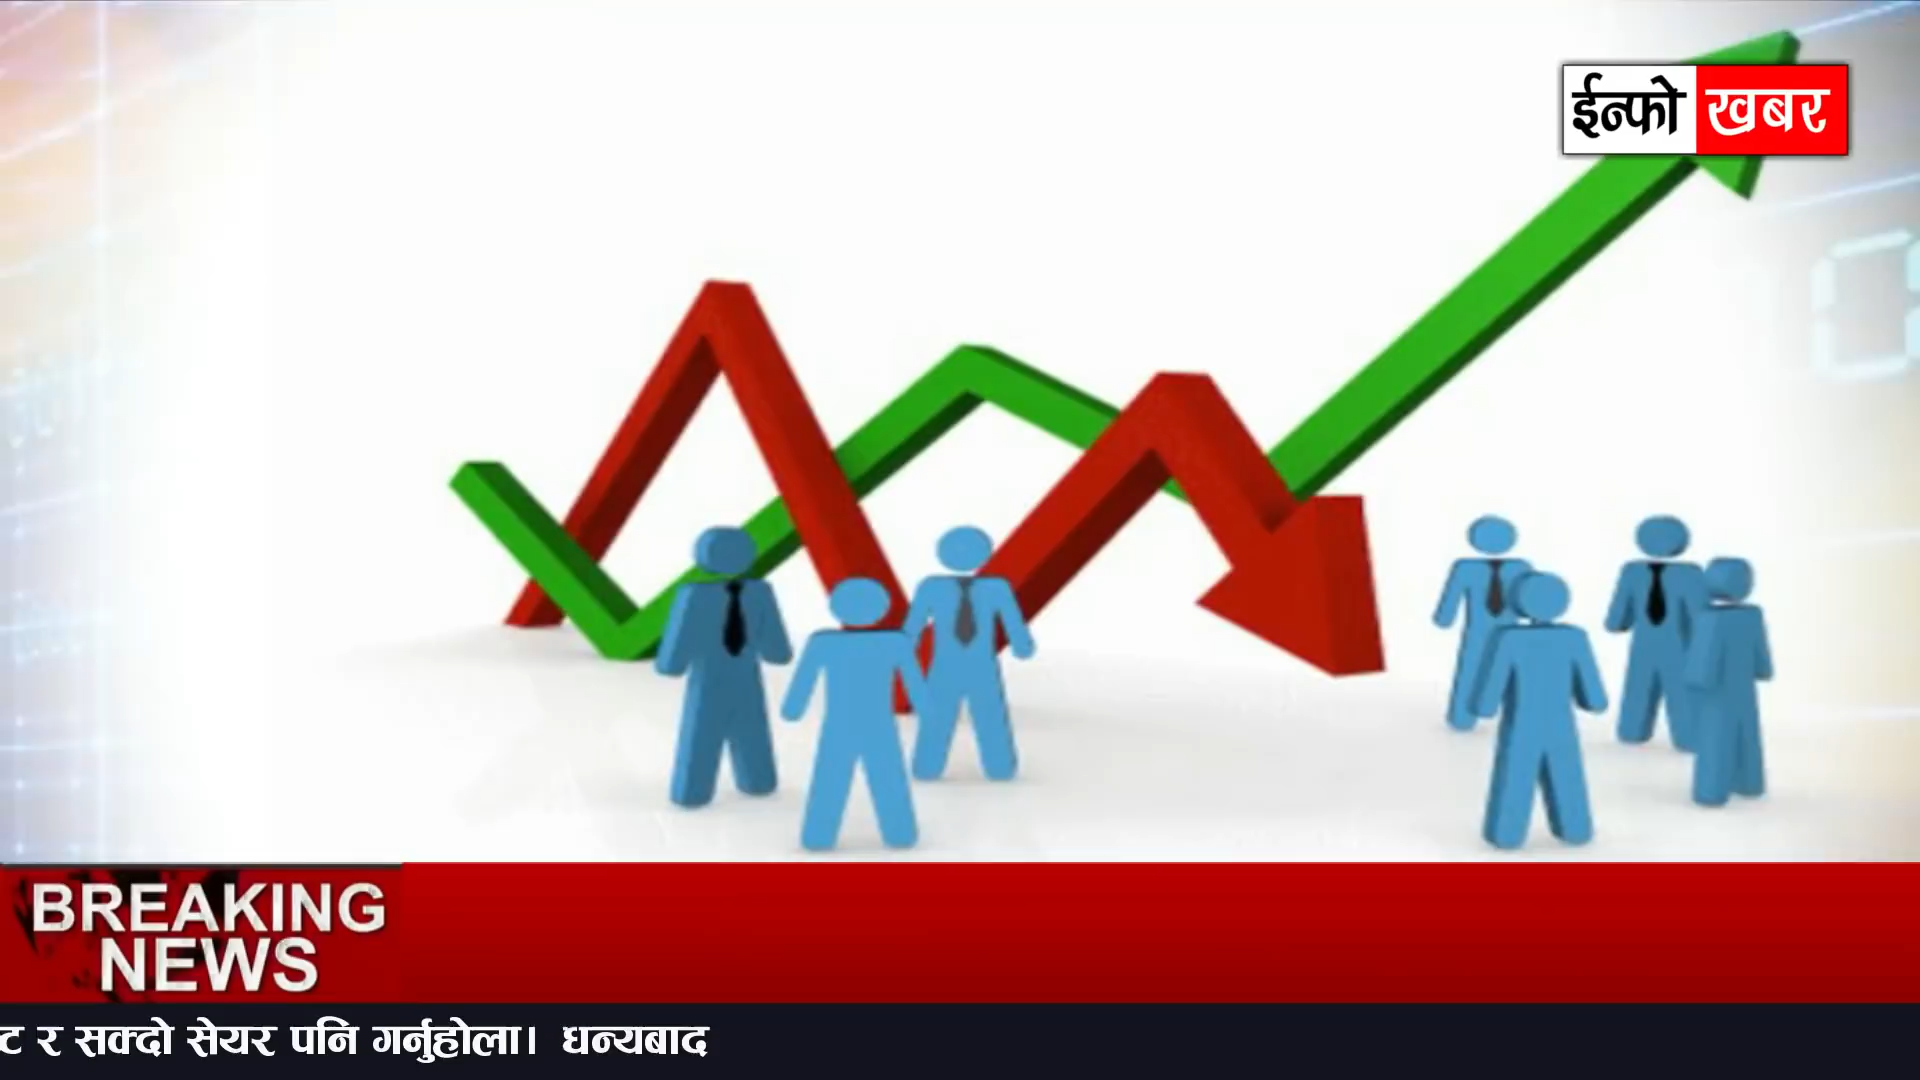 ईन्फो खबर
BREAKING
NEWS
र सक्दो सेयर पनि गर्नुहोला। धन्यबाद